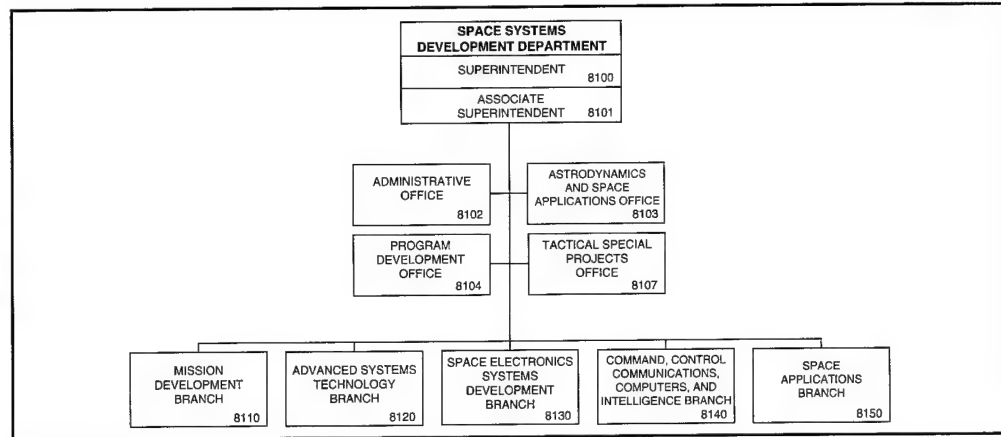 SPACE SYSTEMS
DEVELOPMENT DEPARTMENT
SUPERINTENDENT
8100
ASSOCIATE
SUPERINTENDENT
8101
ADMINISTRATIVE
OFFICE
8102
ASTRODYNAMICS
AND SPACE
APPLICATIONS OFFICE
8103
PROGRAM
DEVELOPMENT
OFFICE
8104
TACTICAL SPECIAL
PROJECTS
OFFICE
8107
MISSION
DEVELOPMENT
BRANCH
8110
ADVANCED SYSTEMS
TECHNOLOGY
BRANCH
8120
SPACE ELECTRONICS
SYSTEMS
DEVELOPMENT
BRANCH
8130
COMMAND, CONTROL
COMMUNICATIONS,
COMPUTERS, AND
INTELLIGENCE BRANCH
8140
SPACE
APPLICATIONS
BRANCH
8150